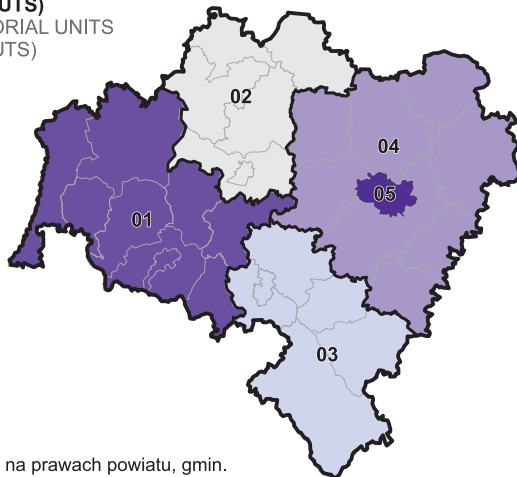 UTS)
ORIAL UNITS
UTS)
02
04
05
01
03
na prawach powiatu, gmin.